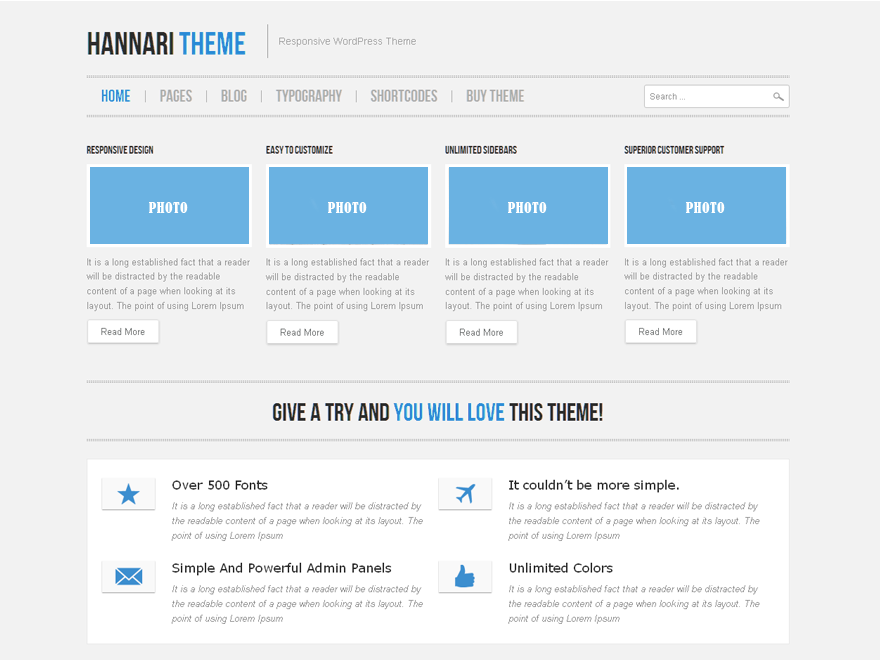 HANNARI THEME
Responsive WordPress Theme
HOME | PAGES | BLOG | TYPOGRAPHY | SHORTCODES | BUY THEME
Search ...
RESPONSIVE DESIGN
PHOTO
It is a long established fact that a reader
will be distracted by the readable
content of a page when looking at its
layout. The point of using Lorem Ipsum
Read More
EASY TO CUSTOMIZE
PHOTO
It is a long established fact that a reader
will be distracted by the readable
content of a page when looking at its
layout. The point of using Lorem Ipsum
Read More
UNLIMITED SIDEBARS
PHOTO
It is a long established fact that a reader
will be distracted by the readable
content of a page when looking at its
layout. The point of using Lorem Ipsum
Read More
SUPERIOR CUSTOMER SUPPORT
PHOTO
It is a long established fact that a reader
will be distracted by the readable
content of a page when looking at its
layout. The point of using Lorem Ipsum
Read More
GIVE A TRY AND YOU WILL LOVE THIS THEME!
Over 500 Fonts
It is a long established fact that a reader will be distracted by
the readable content of a page when looking at its layout. The
point of using Lorem Ipsum
It couldn´t be more simple.
It is a long established fact that a reader will be distracted by
the readable content of a page when looking at its layout. The
point of using Lorem Ipsum
Simple And Powerful Admin Panels
It is a long established fact that a reader will be distracted by
the readable content of a page when looking at its layout. The
point of using Lorem Ipsum
Unlimited Colors
It is a long established fact that a reader will be distracted by
the readable content of a page when looking at its layout. The
point of using Lorem Ipsum